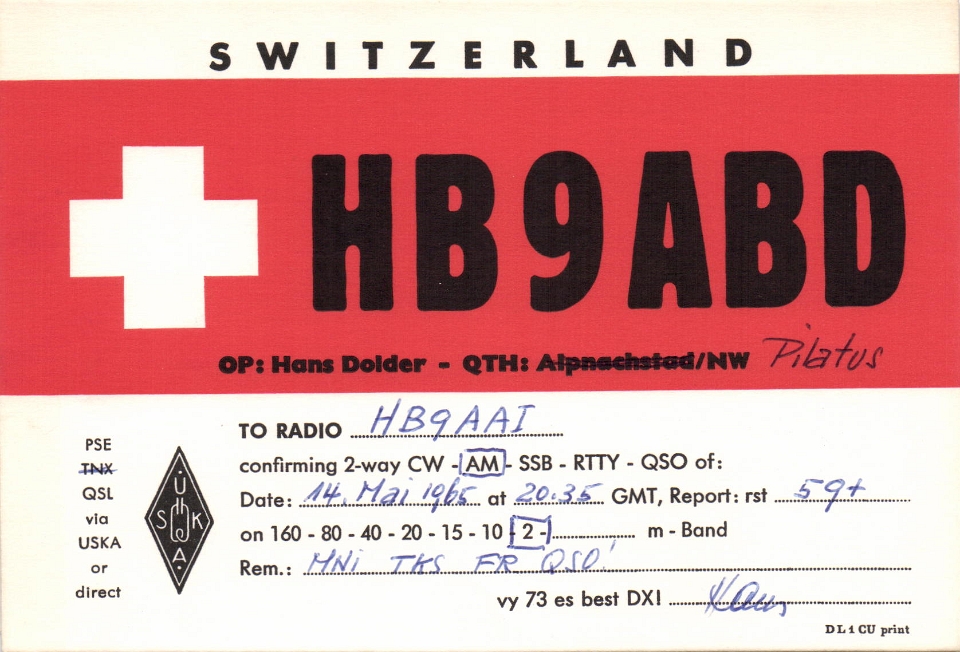 SWITZERLAND
HB9ABD
OP: Hans Dolder - QTH: Alpnachstad/NW Pilatus
TO RADIO HB9AAI
confirming 2-way CW - AM - SSB - RTTY - QSO of:
Date: 14. Mai 1965 at 20.35 GMT, Report: rst 59+
on 160 - 80 - 40 - 20 - 15 - 10 - 2 - m - Band
Rem.: MNi TKS FR QSO!
vy 73 es best DX! Hans
PSE
TNX
QSL
via
USKA
or
direct
U
S K
A
DL1CU print